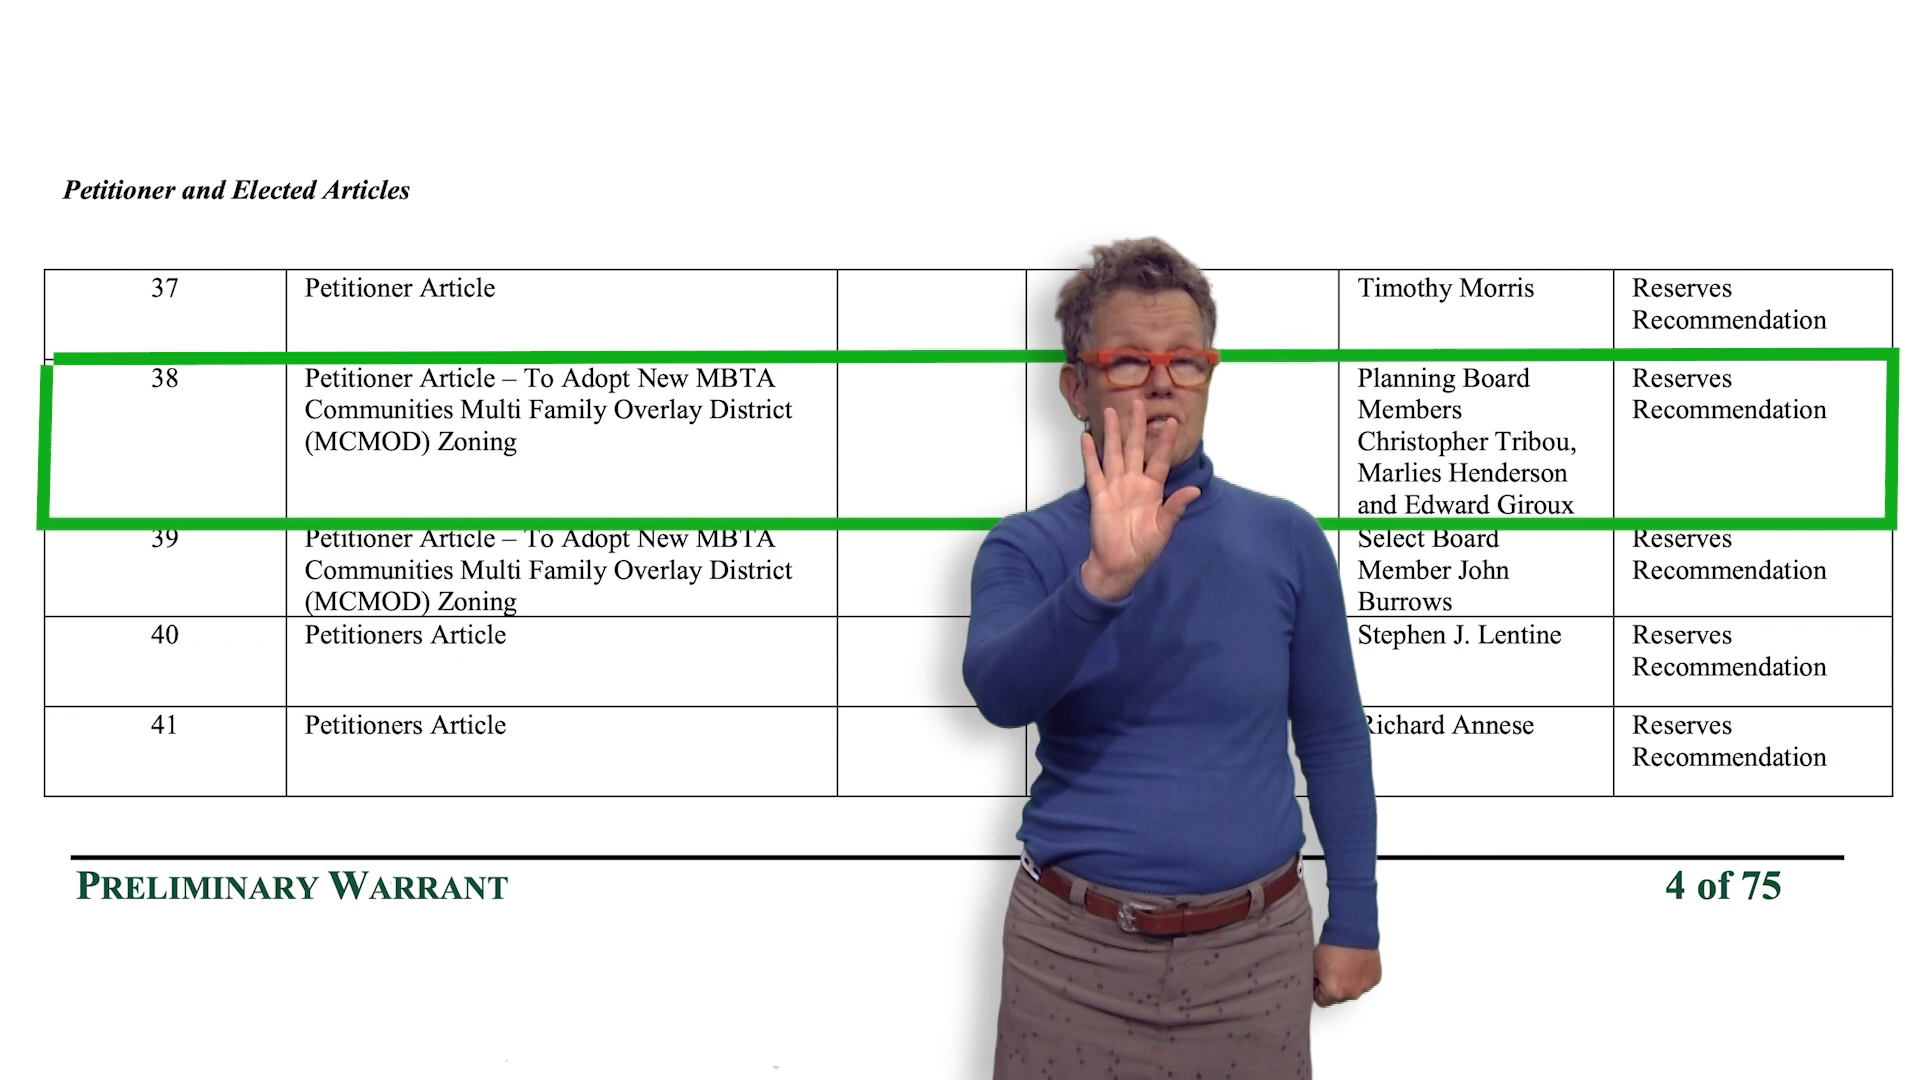 Petitioner and Elected Articles
37 Petitioner Article Timothy Morris Reserves
Recommendation
38 Petitioner Article – To Adopt New MBTA Planning Board Reserves
Communities Multi Family Overlay District Members Recommendation
(MCMOD) Zoning Christopher Tribou,
Marlies Henderson
and Edward Giroux
39 Petitioner Article – To Adopt New MBTA Select Board Reserves
Communities Multi Family Overlay District Member John Recommendation
(MCMOD) Zoning Burrows
40 Petitioners Article Stephen J. Lentine Reserves
Recommendation
41 Petitioners Article Richard Annese Reserves
Recommendation
PRELIMINARY WARRANT 4 of 75